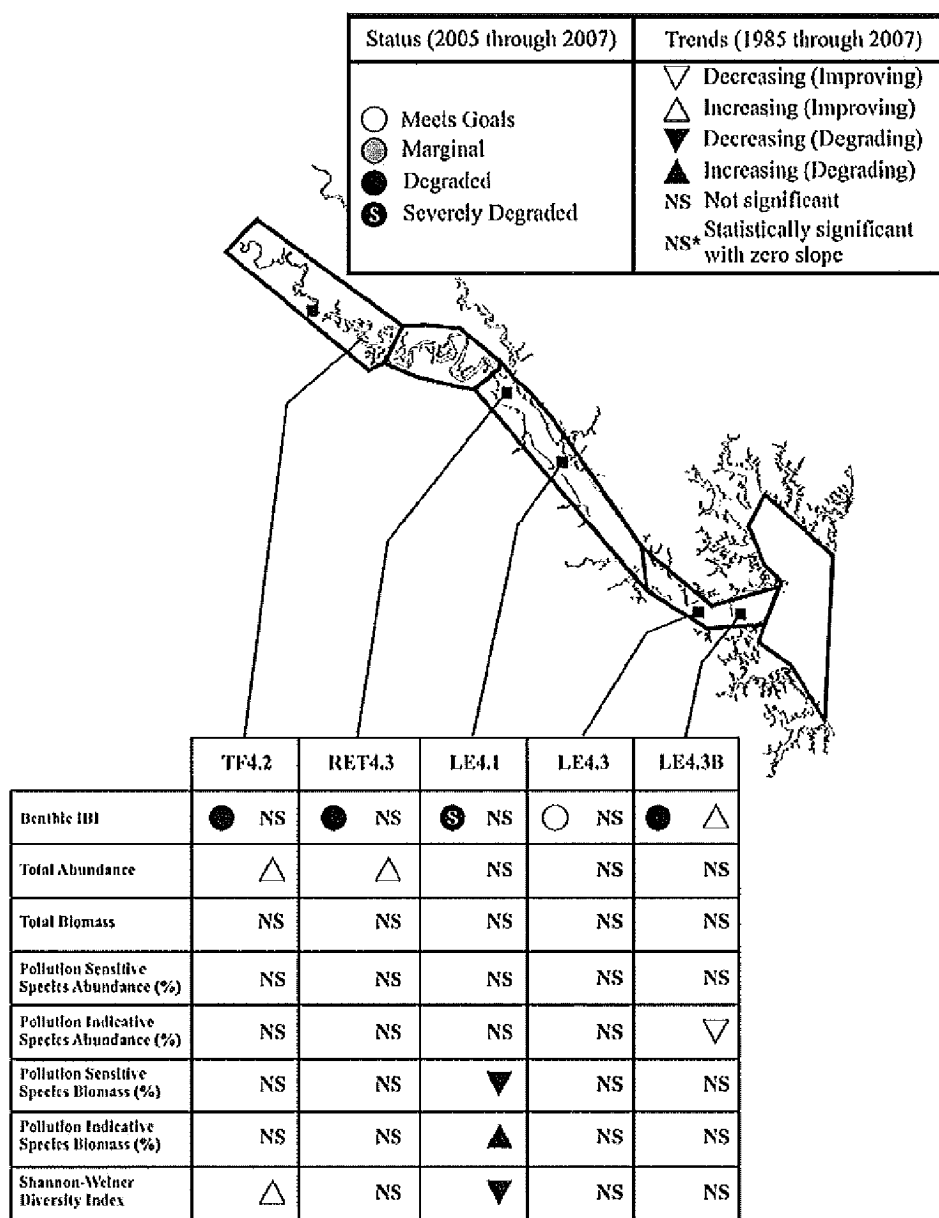 Status (2005 through 2007) Trends (1985 through 2007)
Meets Goals
Marginal
Degraded
S Severely Degraded
Decreasing (Improving)
Increasing (Improving)
Decreasing (Degrading)
Increasing (Degrading)
NS Not significant
NS* Statistically significant
with zero slope
TF4.2 RET4.3 LE4.1 LE4.3 LE4.3B
Benthic IBI NS NS S NS NS
Total Abundance NS NS NS
Total Biomass NS NS NS NS NS
Pollution Sensitive
Species Abundance (%) NS NS NS NS NS
Pollution Indicative
Species Abundance (%) NS NS NS NS
Pollution Sensitive
Species Biomass (%) NS NS NS NS
Pollution Indicative
Species Biomass (%) NS NS NS NS
Shannon-Weiner
Diversity Index NS NS NS